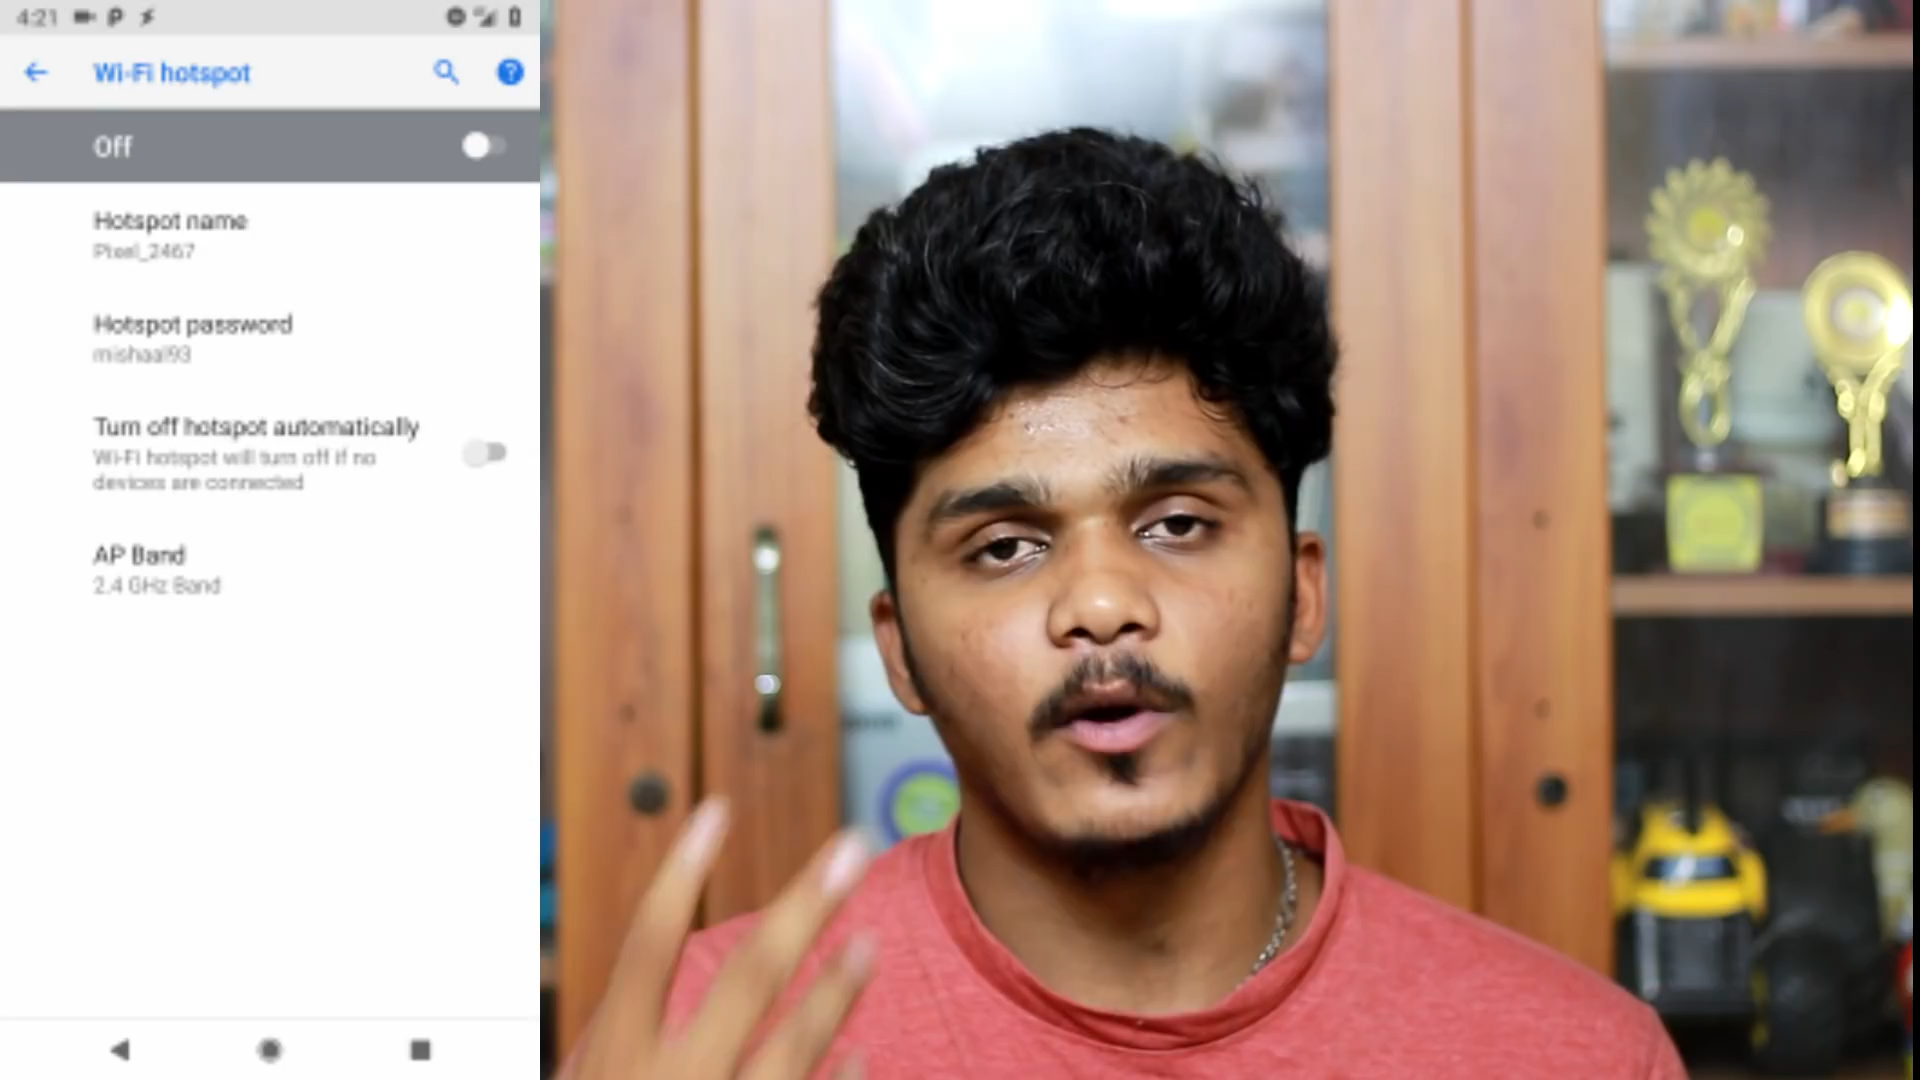 4:21
Wi-Fi hotspot
Off
Hotspot name
Pixel_2467
Hotspot password
mishaal93
Turn off hotspot automatically
Wi-Fi hotspot will turn off if no
devices are connected
AP Band
2.4 GHz Band